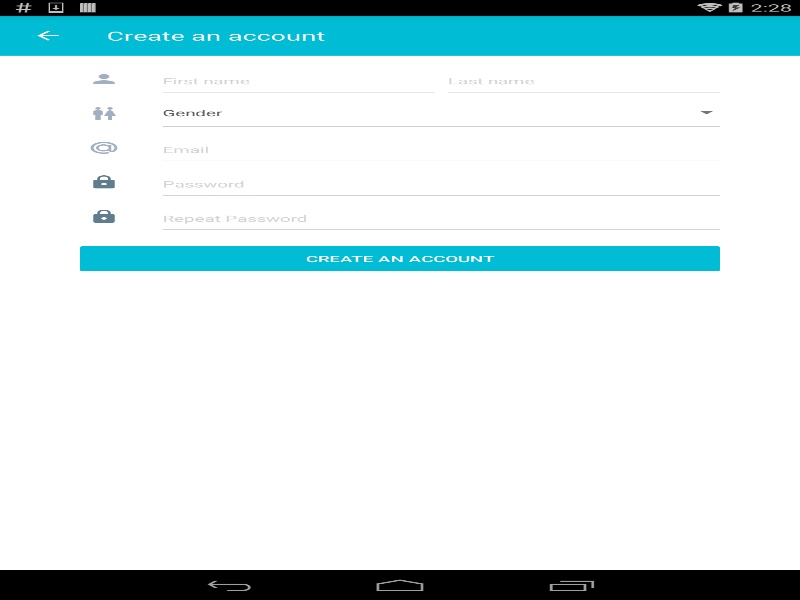 2:28
Create an account
First name Last name
Gender
Email
Password
Repeat Password
CREATE AN ACCOUNT